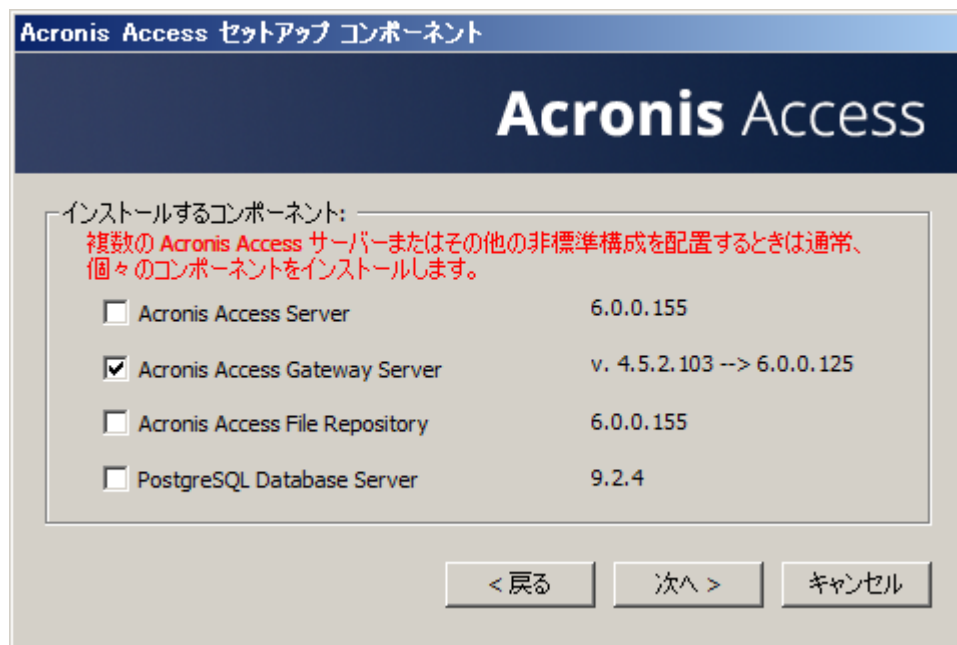 Acronis Access セットアップ コンポーネント
Acronis Access
インストールするコンポーネント:
複数の Acronis Access サーバーまたはその他の非標準構成を配置するときは通常、
個々のコンポーネントをインストールします。
Acronis Access Server 6.0.0.155
Acronis Access Gateway Server v. 4.5.2.103 --> 6.0.0.125
Acronis Access File Repository 6.0.0.155
PostgreSQL Database Server 9.2.4
< 戻る 次へ > キャンセル